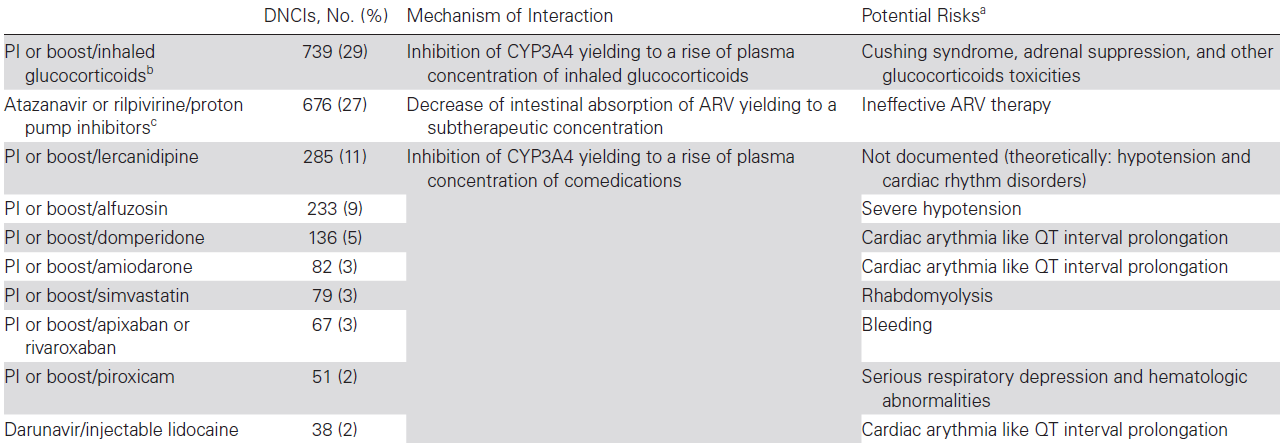 DNCIs, No. (%) Mechanism of Interaction Potential Risksa
PI or boost/inhaled 739 (29) Inhibition of CYP3A4 yielding to a rise of plasma Cushing syndrome, adrenal suppression, and other
glucocorticoidsb concentration of inhaled glucocorticoids glucocorticoids toxicities
Atazanavir or rilpivirine/proton 676 (27) Decrease of intestinal absorption of ARV yielding to a Ineffective ARV therapy
pump inhibitorsc subtherapeutic concentration
PI or boost/lercanidipine 285 (11) Inhibition of CYP3A4 yielding to a rise of plasma Not documented (theoretically: hypotension and
concentration of comedications cardiac rhythm disorders)
PI or boost/alfuzosin 233 (9) Severe hypotension
PI or boost/domperidone 136 (5) Cardiac arythmia like QT interval prolongation
PI or boost/amiodarone 82 (3) Cardiac arythmia like QT interval prolongation
PI or boost/simvastatin 79 (3) Rhabdomyolysis
PI or boost/apixaban or 67 (3) Bleeding
rivaroxaban
PI or boost/piroxicam 51 (2) Serious respiratory depression and hematologic
abnormalities
Darunavir/injectable lidocaine 38 (2) Cardiac arythmia like QT interval prolongation